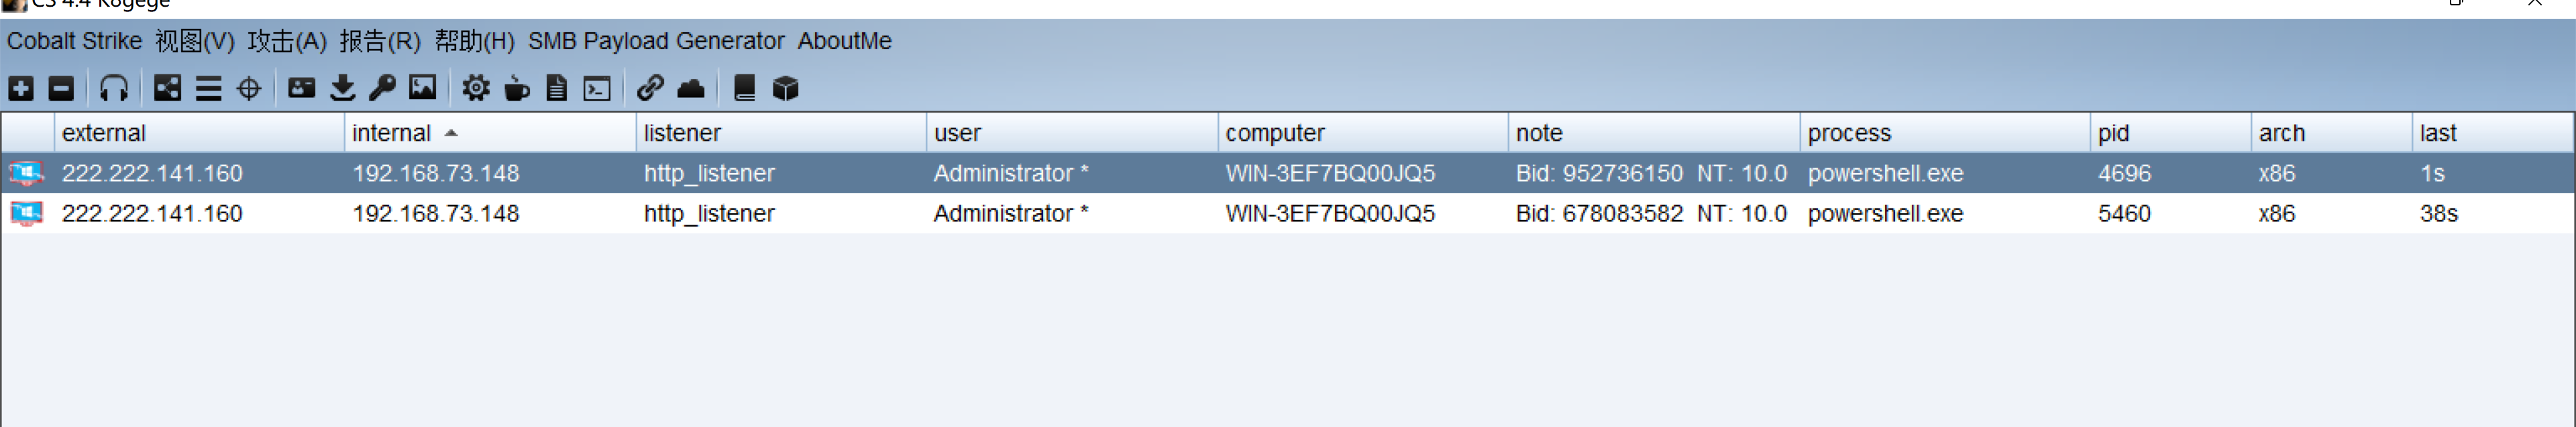 CS 4.4 K8gege
Cobalt Strike 视图(V) 攻击(A) 报告(R) 帮助(H) SMB Payload Generator AboutMe
external internal listener user computer note process pid arch last
222.222.141.160 192.168.73.148 http_listener Administrator * WIN-3EF7BQ00JQ5 Bid: 952736150 NT: 10.0 powershell.exe 4696 x86 1s
222.222.141.160 192.168.73.148 http_listener Administrator * WIN-3EF7BQ00JQ5 Bid: 678083582 NT: 10.0 powershell.exe 5460 x86 38s